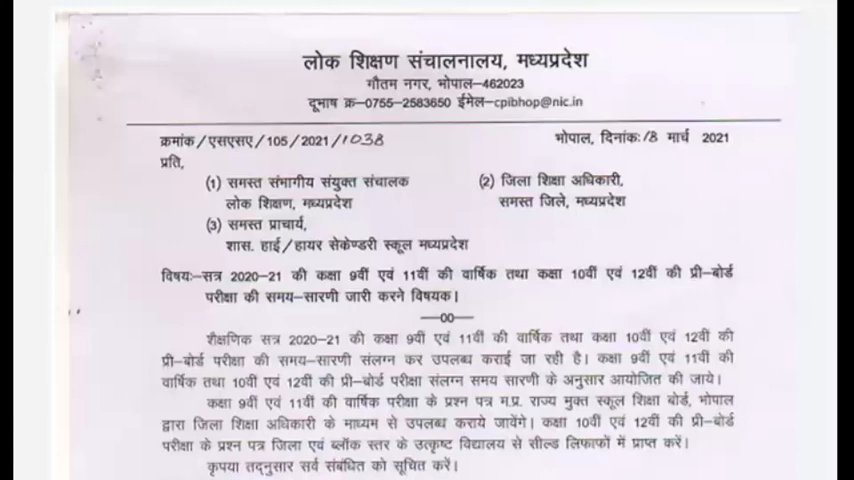 लोक शिक्षण संचालनालय, मध्यप्रदेश
गौतम नगर, भोपाल–462023
दूभाष क्र–0755–2583650 ईमेल–cpibhop@nic.in
क्रमांक/एसएसए/105/2021/1038 भोपाल, दिनांक: 18 मार्च 2021
प्रति,
(1) समस्त संभागीय संयुक्त संचालक (2) जिला शिक्षा अधिकारी,
लोक शिक्षण, मध्यप्रदेश समस्त जिले, मध्यप्रदेश
(3) समस्त प्राचार्य,
शास. हाई/हायर सेकेण्डरी स्कूल मध्यप्रदेश
विषयः–सत्र 2020–21 की कक्षा 9वीं एवं 11वीं की वार्षिक तथा कक्षा 10वीं एवं 12वीं की प्री–बोर्ड
परीक्षा की समय–सारणी जारी करने विषयक।
—00—
शैक्षणिक सत्र 2020–21 की कक्षा 9वीं एवं 11वीं की वार्षिक तथा कक्षा 10वीं एवं 12वीं की
प्री–बोर्ड परीक्षा की समय–सारणी संलग्न कर उपलब्ध कराई जा रही है। कक्षा 9वीं एवं 11वीं की
वार्षिक तथा 10वीं एवं 12वीं की प्री–बोर्ड परीक्षा संलग्न समय सारणी के अनुसार आयोजित की जाये।
कक्षा 9वीं एवं 11वीं की वार्षिक परीक्षा के प्रश्न पत्र म.प्र. राज्य मुक्त स्कूल शिक्षा बोर्ड, भोपाल
द्वारा जिला शिक्षा अधिकारी के माध्यम से उपलब्ध कराये जावेंगे। कक्षा 10वीं एवं 12वीं की प्री–बोर्ड
परीक्षा के प्रश्न पत्र जिला एवं ब्लॉक स्तर के उत्कृष्ट विद्यालय से सील्ड लिफाफों में प्राप्त करें।
कृपया तद्नुसार सर्व संबंधित को सूचित करें।